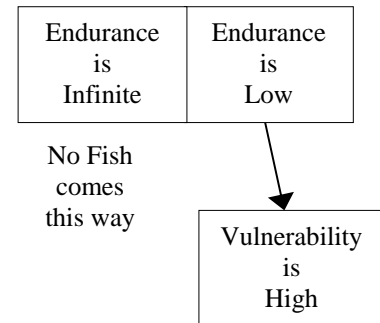 Endurance
is
Infinite
Endurance
is
Low
No Fish
comes
this way
Vulnerability
is
High